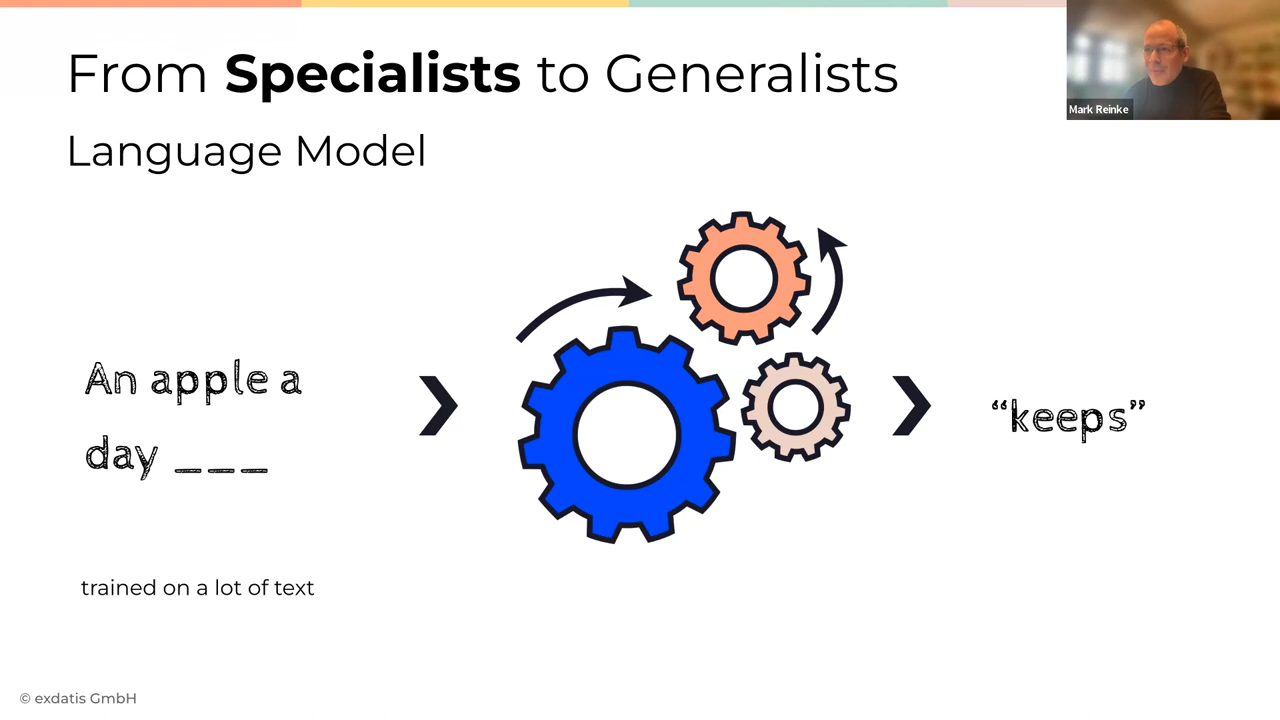 From Specialists to Generalists
Mark Reinke
Language Model
An apple a
day _ _ _
“keeps”
trained on a lot of text
© exdatis GmbH